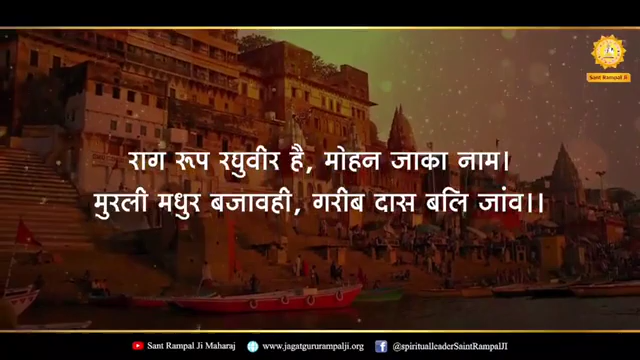 Sant Rampal Ji
राग रूप रघुवीर है, मोहन जाका नाम।
मुरली मधुर बजावही, गरीब दास बलि जांव।।
Sant Rampal Ji Maharaj www.jagatgururampalji.org @spiritualleaderSaintRampalJI